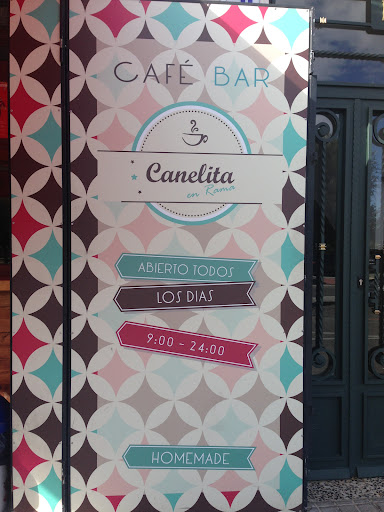 CAFÉ BAR
Canelita
en Rama
ABIERTO TODOS
LOS DIAS
9:00 - 24:00
HOMEMADE